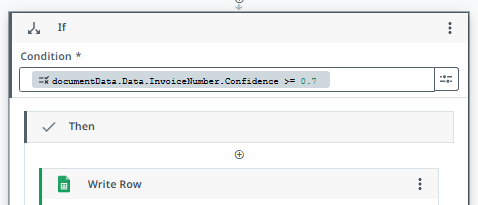 If
Condition *
documentData.Data.InvoiceNumber.Confidence >= 0.7
Then
Write Row